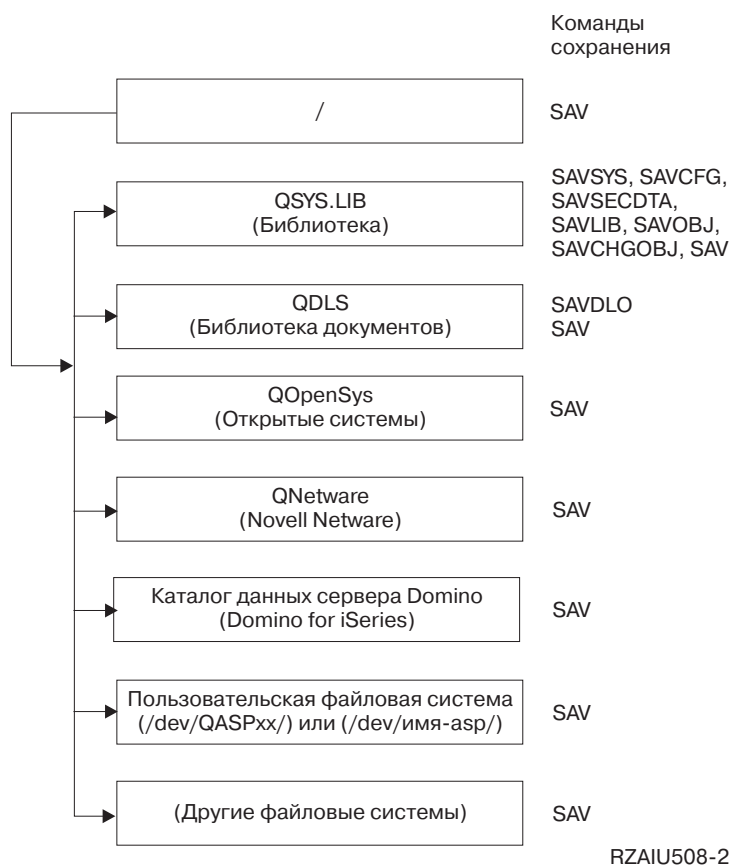 Команды
сохранения
/
SAV
QSYS.LIB
(Библиотека)
SAVSYS, SAVCFG,
SAVSECDTA,
SAVLIB, SAVOBJ,
SAVCHGOBJ, SAV
QDLS
(Библиотека документов)
SAVDLO
SAV
QOpenSys
(Открытые системы)
SAV
QNetware
(Novell Netware)
SAV
Каталог данных сервера Domino
(Domino for iSeries)
SAV
Пользовательская файловая система
(/dev/QASPxx/) или (/dev/имя-asp/)
SAV
(Другие файловые системы)
SAV
RZAIU508-2